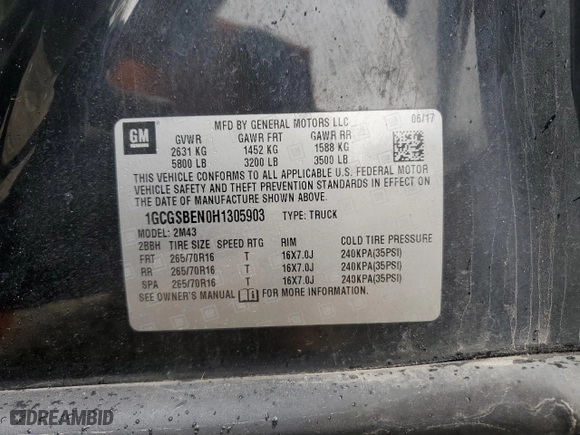 GM
MFD BY GENERAL MOTORS LLC 06/17
GVWR GAWR FRT GAWR RR
2631 KG 1452 KG 1588 KG
5800 LB 3200 LB 3500 LB
THIS VEHICLE CONFORMS TO ALL APPLICABLE U.S. FEDERAL MOTOR
VEHICLE SAFETY AND THEFT PREVENTION STANDARDS IN EFFECT ON
THE DATE OF MANUFACTURE SHOWN ABOVE.
1GCGSBEN0H1305903 TYPE: TRUCK
MODEL: 2M43
2BBH TIRE SIZE SPEED RTG RIM COLD TIRE PRESSURE
FRT 265/70R16 T 16X7.0J 240KPA(35PSI)
RR 265/70R16 T 16X7.0J 240KPA(35PSI)
SPA 265/70R16 T 16X7.0J 240KPA(35PSI)
SEE OWNER'S MANUAL FOR MORE INFORMATION.
DREAMBID